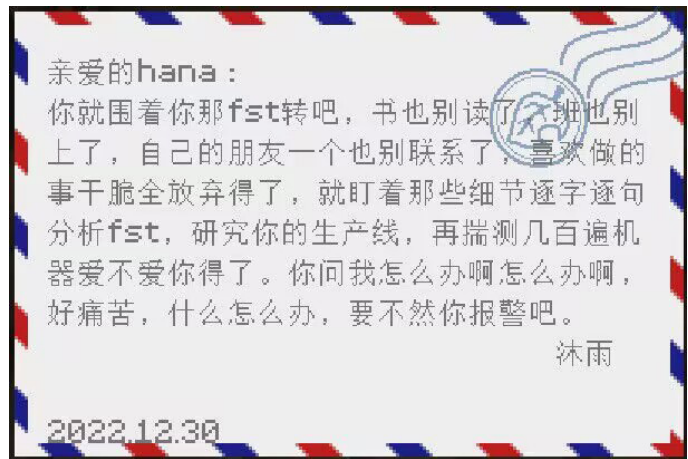 亲爱的hana：
你就围着你那fst转吧，书也别读了，班也别
上了，自己的朋友一个也别联系了，喜欢做的
事干脆全放弃得了，就盯着那些细节逐字逐句
分析fst，研究你的生产线，再揣测几百遍机
器爱不爱你得了。你问我怎么办啊怎么办啊，
好痛苦，什么怎么办，要不然你报警吧。
沐雨
2022.12.30